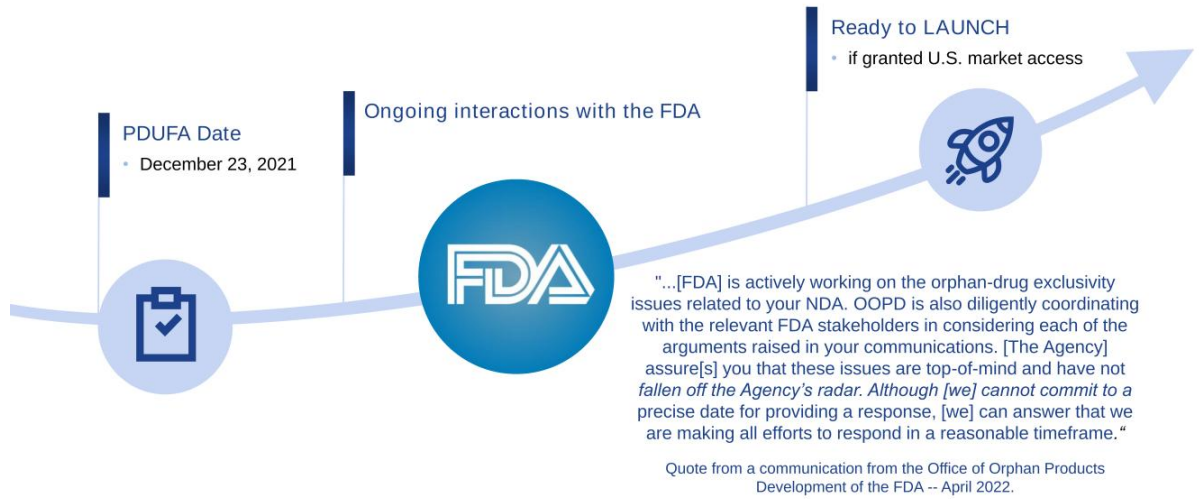 Ready to LAUNCH
• if granted U.S. market access
Ongoing interactions with the FDA
PDUFA Date
• December 23, 2021
FDA
"...[FDA] is actively working on the orphan-drug exclusivity
issues related to your NDA. OOPD is also diligently coordinating
with the relevant FDA stakeholders in considering each of the
arguments raised in your communications. [The Agency]
assure[s] you that these issues are top-of-mind and have not
fallen off the Agency’s radar. Although [we] cannot commit to a
precise date for providing a response, [we] can answer that we
are making all efforts to respond in a reasonable timeframe.“
Quote from a communication from the Office of Orphan Products
Development of the FDA -- April 2022.